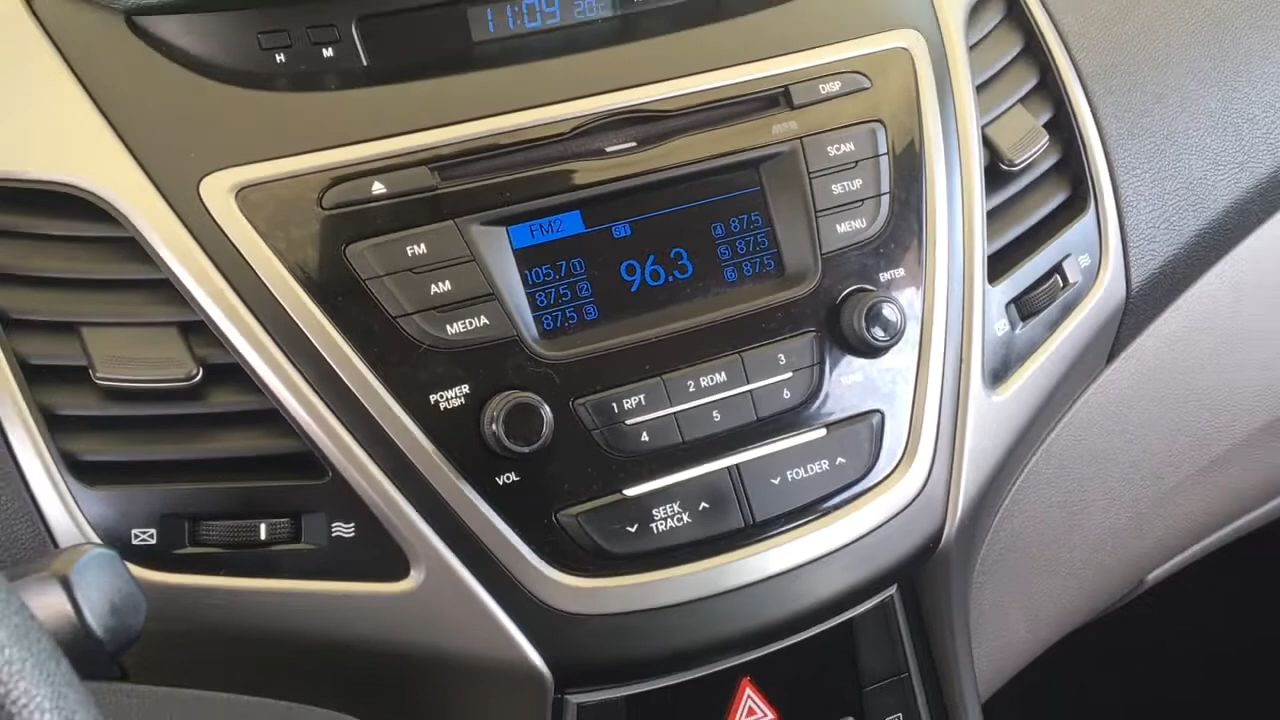 11:09 20°C
H M
DISP
SCAN
SETUP
MENU
FM
AM
MEDIA
FM2 ST
105.7 1
87.5 2
87.5 3
96.3
4 87.5
5 87.5
6 87.5
ENTER
POWER
PUSH
VOL
TUNE
1 RPT 2 RDM 3
4 5 6
SEEK
TRACK
FOLDER